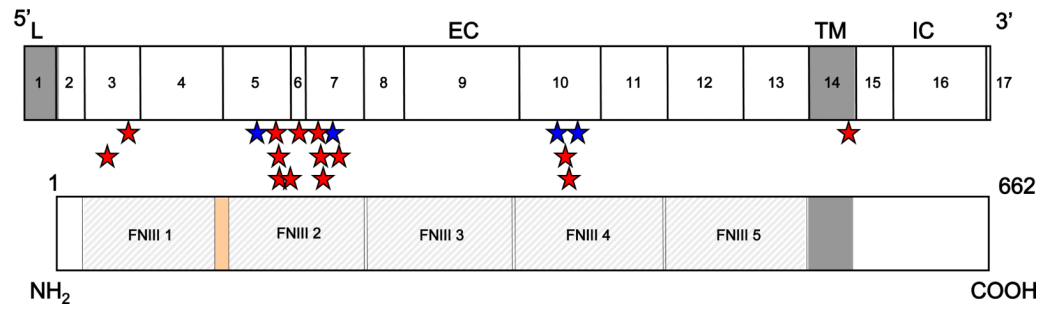 5’ L EC TM IC 3’
1 2 3 4 5 6 7 8 9 10 11 12 13 14 15 16 17
1 662
FNIII 1 FNIII 2 FNIII 3 FNIII 4 FNIII 5
NH2 COOH